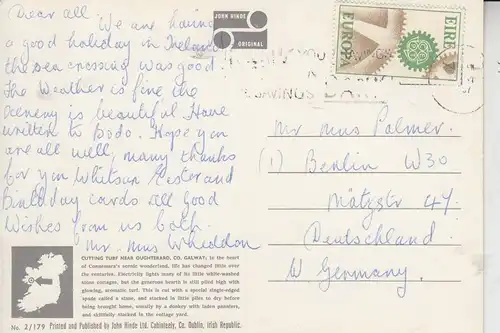 Dear all.
We are having
a good holiday in Ireland
the sea crossing was good.
the weather is fine the
scenery is beautiful. Have
written to Bodo. Hope you
are all well, many thanks
for you Whitsun Easter and
birthday cards all good
wishes from us both.
Mr. Mrs Wheddon
JOHN HINDE
ORIGINAL
EUROPA
EIRE
SAVINGS
Mr Mrs Palmer.
(1) Berlin W30
Mötzstr 47.
Deutschland.
W Germany.
CUTTING TURF NEAR OUGHTERARD, CO. GALWAY; In the heart
of Connemara's scenic wonderland, life has changed little over
the centuries. Electricity lights many of its little white-washed
stone cottages, but the generous hearth is still piled high with
glowing, aromatic turf. This is cut with a special single-edged
spade called a slane, and stacked in little piles to dry before
being brought home, usually by a donkey with laden panniers,
and skillfully stacked in the cottage yard.
No. 2/179 Printed and Published by John Hinde Ltd. Cabinteely, Co. Dublin, Irish Republic.